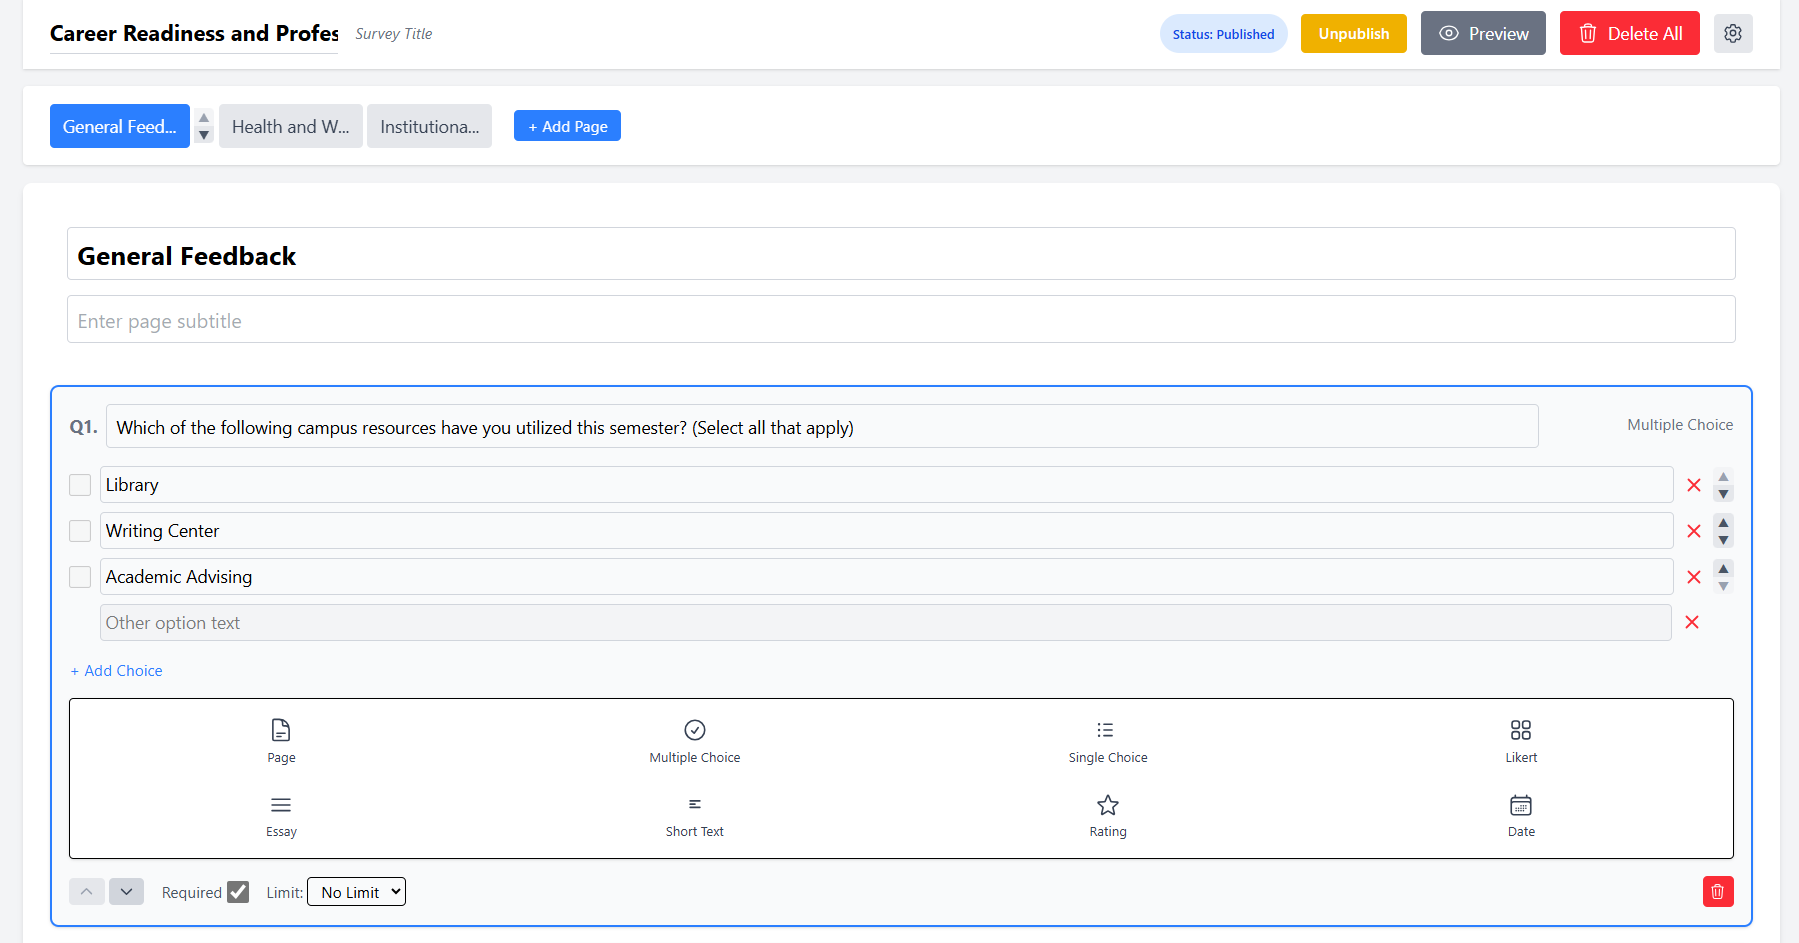 Career Readiness and Profes
Survey Title
Status: Published
Unpublish
Preview
Delete All
General Feed...
Health and W...
Institutiona...
+ Add Page
General Feedback
Enter page subtitle
Q1.
Which of the following campus resources have you utilized this semester? (Select all that apply)
Multiple Choice
Library
Writing Center
Academic Advising
Other option text
+ Add Choice
Page
Multiple Choice
Single Choice
Likert
Essay
Short Text
Rating
Date
Required
Limit:
No Limit